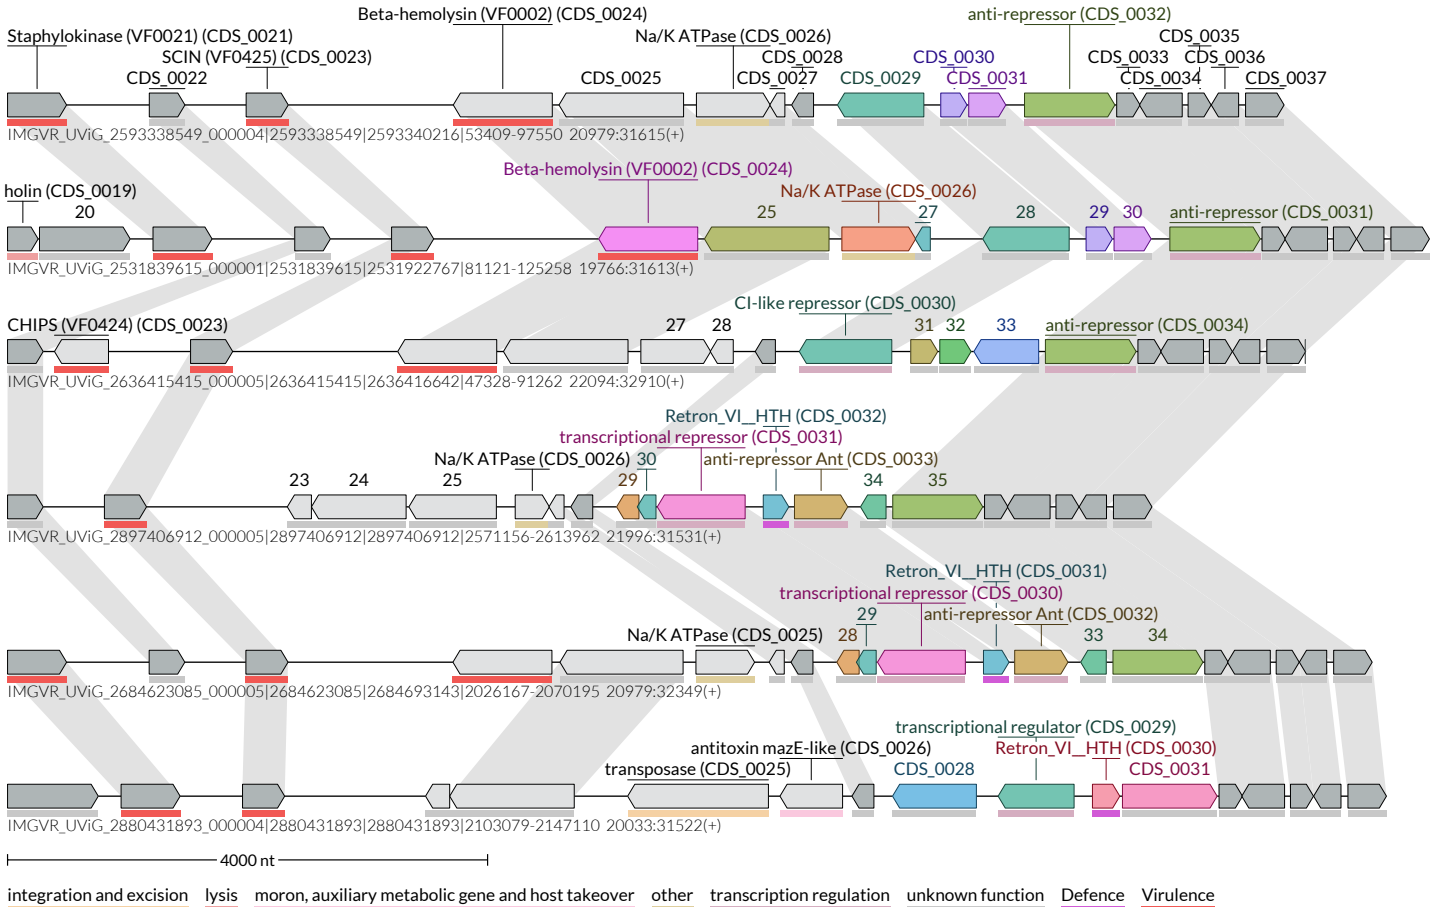 Beta-hemolysin (VF0002) (CDS_0024)
anti-repressor (CDS_0032)
Staphylokinase (VF0021) (CDS_0021)
Na/K ATPase (CDS_0026)
CDS_0035
SCIN (VF0425) (CDS_0023)
CDS_0028
CDS_0030
CDS_0033
CDS_0036
CDS_0022
CDS_0025
CDS_0027
CDS_0029
CDS_0031
CDS_0034
CDS_0037
IMGVR_UViG_2593338549_000004|2593338549|2593340216|53409-97550 20979:31615(+)
Beta-hemolysin (VF0002) (CDS_0024)
holin (CDS_0019)
Na/K ATPase (CDS_0026)
20
25
27
28
29
30
anti-repressor (CDS_0031)
IMGVR_UViG_2531839615_000001|2531839615|2531922767|81121-125258 19766:31613(+)
CI-like repressor (CDS_0030)
CHIPS (VF0424) (CDS_0023)
27
28
31
32
33
anti-repressor (CDS_0034)
IMGVR_UViG_2636415415_000005|2636415415|2636416642|47328-91262 22094:32910(+)
Retron_VI__HTH (CDS_0032)
transcriptional repressor (CDS_0031)
Na/K ATPase (CDS_0026)
30
anti-repressor Ant (CDS_0033)
23
24
25
29
34
35
IMGVR_UViG_2897406912_000005|2897406912|2897406912|2571156-2613962 21996:31531(+)
Retron_VI__HTH (CDS_0031)
transcriptional repressor (CDS_0030)
29
anti-repressor Ant (CDS_0032)
Na/K ATPase (CDS_0025)
28
33
34
IMGVR_UViG_2684623085_000005|2684623085|2684693143|2026167-2070195 20979:32349(+)
transcriptional regulator (CDS_0029)
antitoxin mazE-like (CDS_0026)
Retron_VI__HTH (CDS_0030)
transposase (CDS_0025)
CDS_0028
CDS_0031
IMGVR_UViG_2880431893_000004|2880431893|2880431893|2103079-2147110 20033:31522(+)
4000 nt
integration and excision lysis moron, auxiliary metabolic gene and host takeover other transcription regulation unknown function Defence Virulence